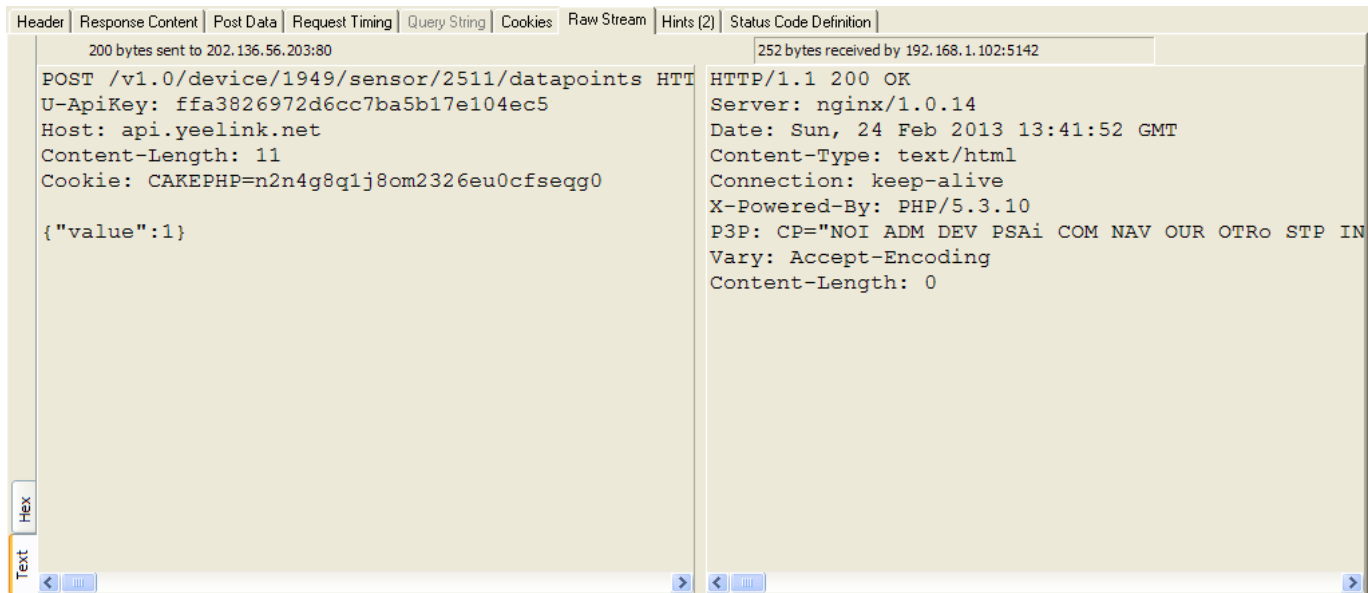 Header Response Content Post Data Request Timing Query String Cookies Raw Stream Hints (2) Status Code Definition
200 bytes sent to 202.136.56.203:80
POST /v1.0/device/1949/sensor/2511/datapoints HTT
U-ApiKey: ffa3826972d6cc7ba5b17e104ec5
Host: api.yeelink.net
Content-Length: 11
Cookie: CAKEPHP=n2n4g8q1j8om2326eu0cfseqg0
{"value":1}
252 bytes received by 192.168.1.102:5142
HTTP/1.1 200 OK
Server: nginx/1.0.14
Date: Sun, 24 Feb 2013 13:41:52 GMT
Content-Type: text/html
Connection: keep-alive
X-Powered-By: PHP/5.3.10
P3P: CP="NOI ADM DEV PSAi COM NAV OUR OTRo STP IN
Vary: Accept-Encoding
Content-Length: 0
Hex
Text